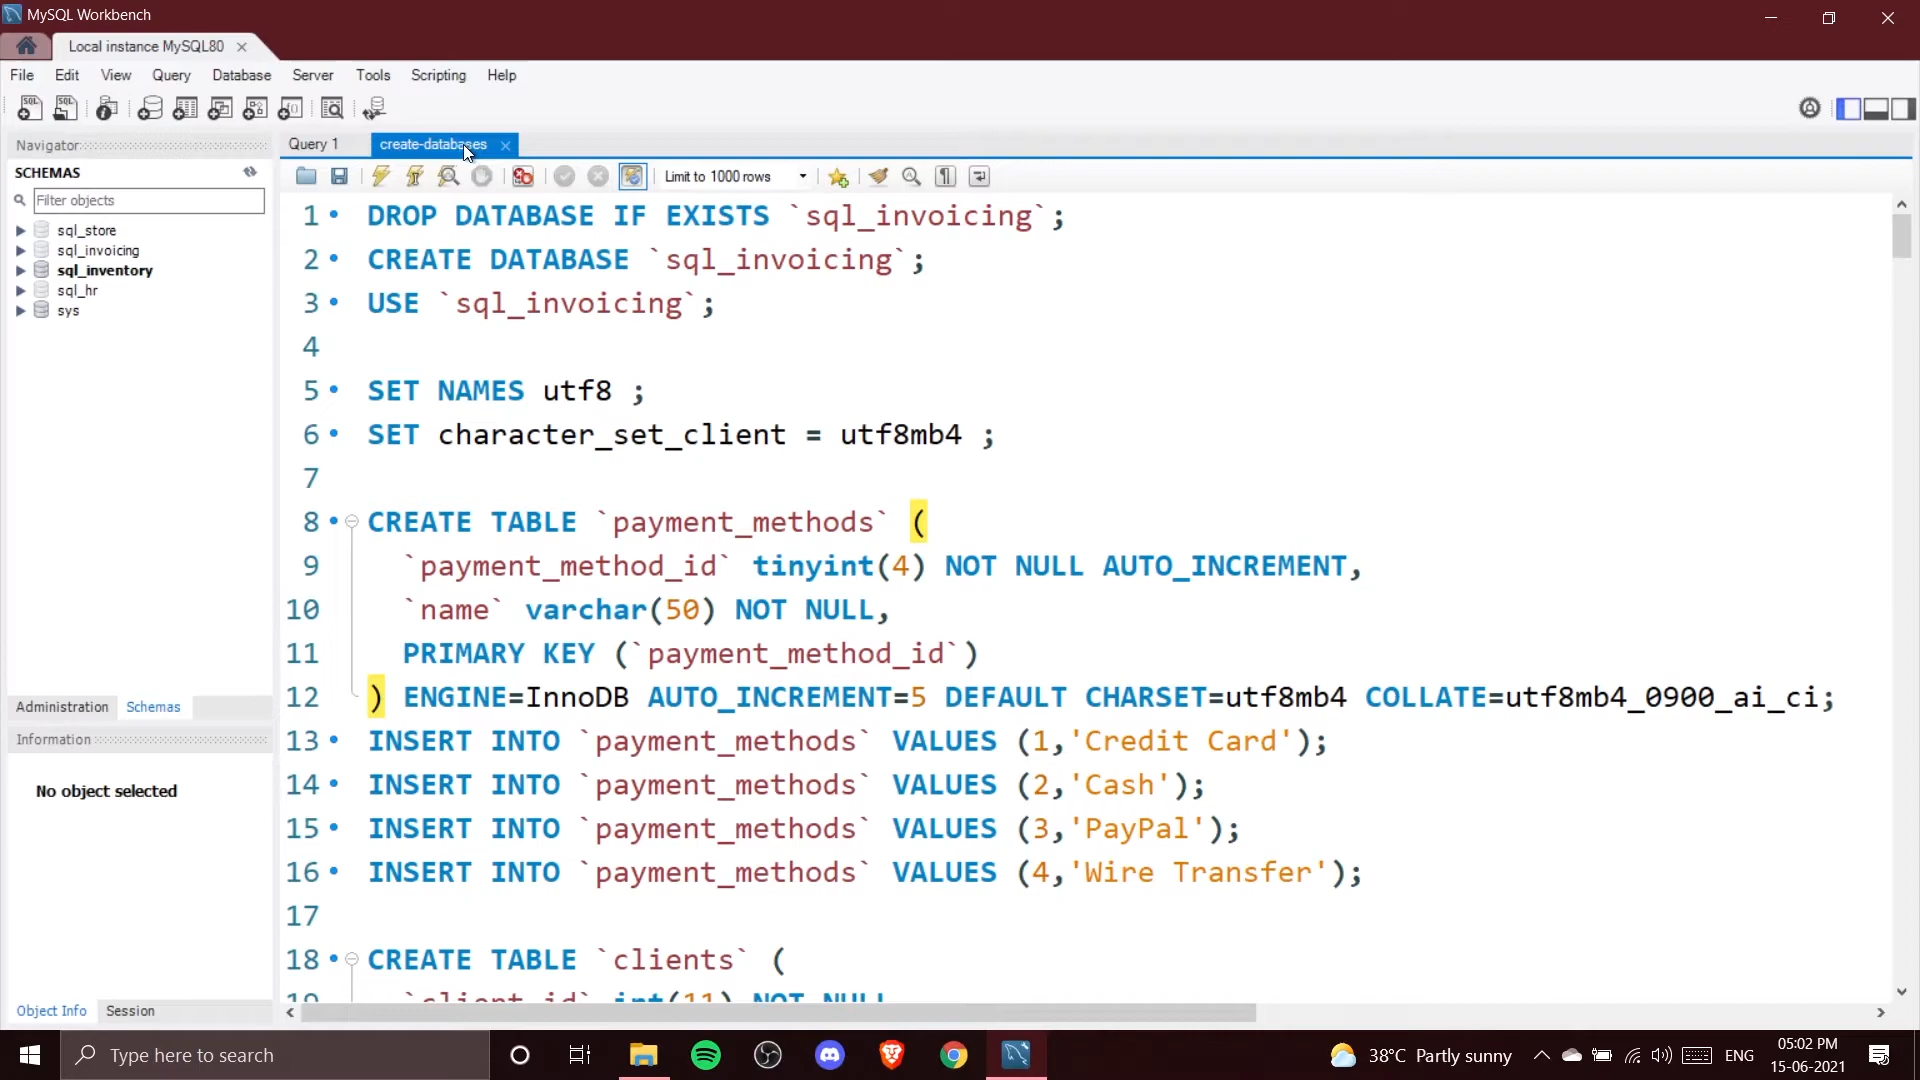 MySQL Workbench
Local instance MySQL80
File Edit View Query Database Server Tools Scripting Help
Navigator
SCHEMAS
Filter objects
sql_store
sql_invoicing
sql_inventory
sql_hr
sys
Administration Schemas
Information
No object selected
Object Info Session
Query 1 create-databases
Limit to 1000 rows
1 DROP DATABASE IF EXISTS `sql_invoicing`;
2 CREATE DATABASE `sql_invoicing`;
3 USE `sql_invoicing`;
4
5 SET NAMES utf8 ;
6 SET character_set_client = utf8mb4 ;
7
8 CREATE TABLE `payment_methods` (
9 `payment_method_id` tinyint(4) NOT NULL AUTO_INCREMENT,
10 `name` varchar(50) NOT NULL,
11 PRIMARY KEY (`payment_method_id`)
12 ) ENGINE=InnoDB AUTO_INCREMENT=5 DEFAULT CHARSET=utf8mb4 COLLATE=utf8mb4_0900_ai_ci;
13 INSERT INTO `payment_methods` VALUES (1,'Credit Card');
14 INSERT INTO `payment_methods` VALUES (2,'Cash');
15 INSERT INTO `payment_methods` VALUES (3,'PayPal');
16 INSERT INTO `payment_methods` VALUES (4,'Wire Transfer');
17
18 CREATE TABLE `clients` (
19 `client_id` int(11) NOT NULL
Type here to search
38°C Partly sunny
ENG
05:02 PM
15-06-2021